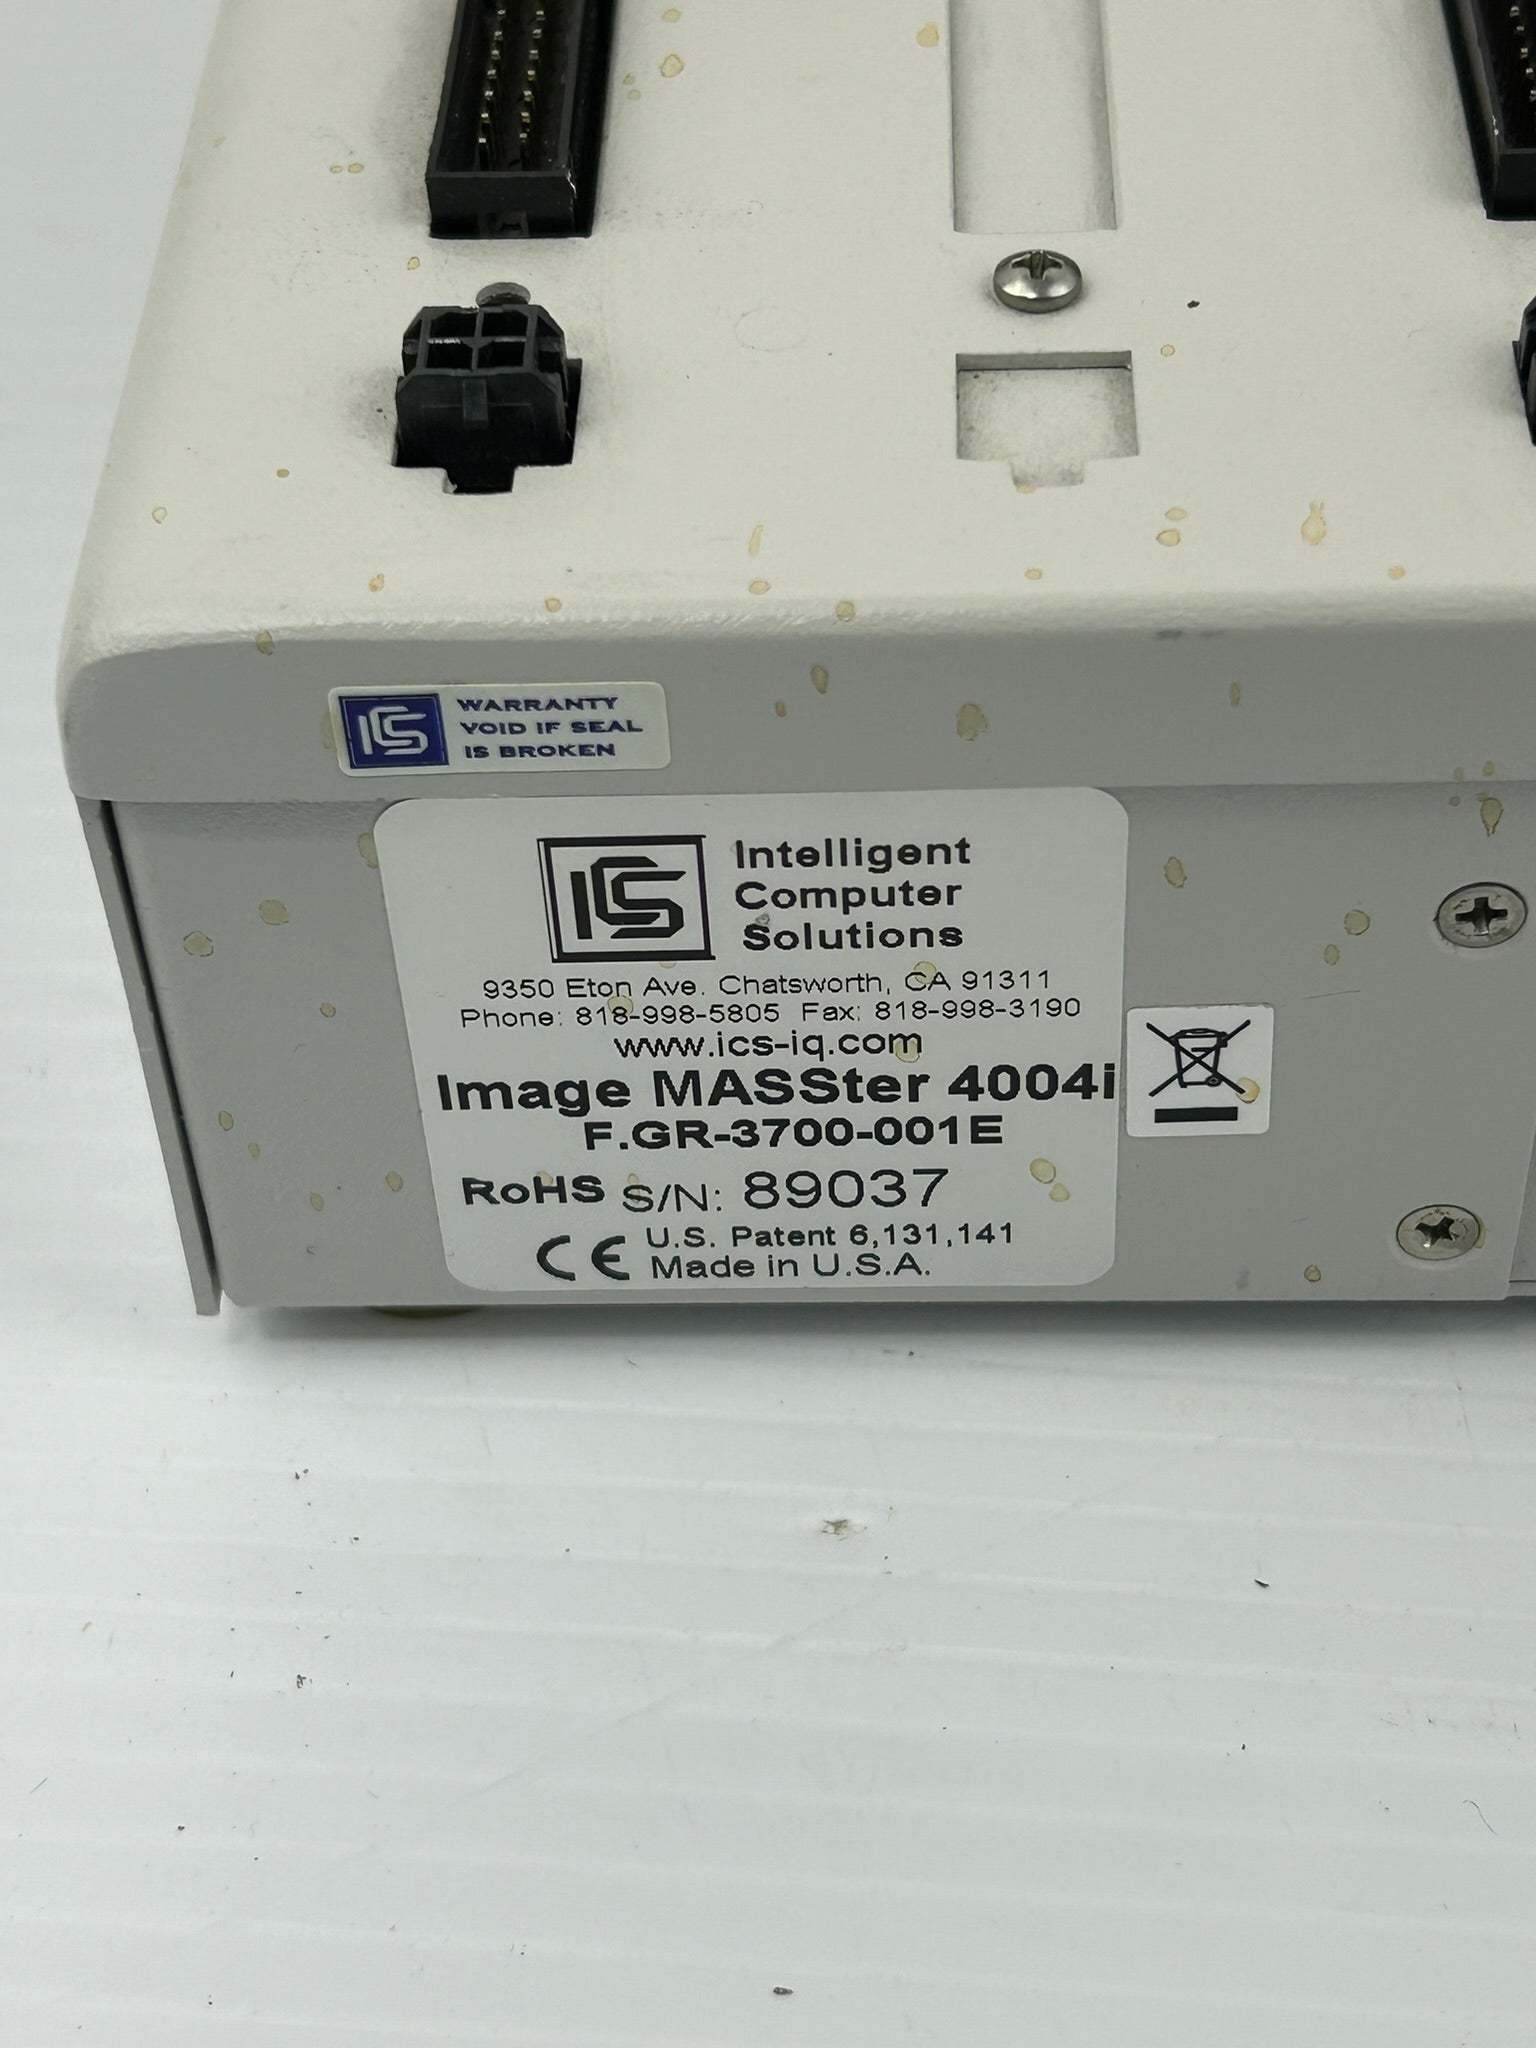 ICS
WARRANTY
VOID IF SEAL
IS BROKEN
ICS
Intelligent
Computer
Solutions
9350 Eton Ave. Chatsworth, CA 91311
Phone: 818-998-5805 Fax: 818-998-3190
www.ics-iq.com
Image MASSter 4004i
F.GR-3700-001E
RoHS S/N: 89037
CE U.S. Patent 6,131,141
Made in U.S.A.